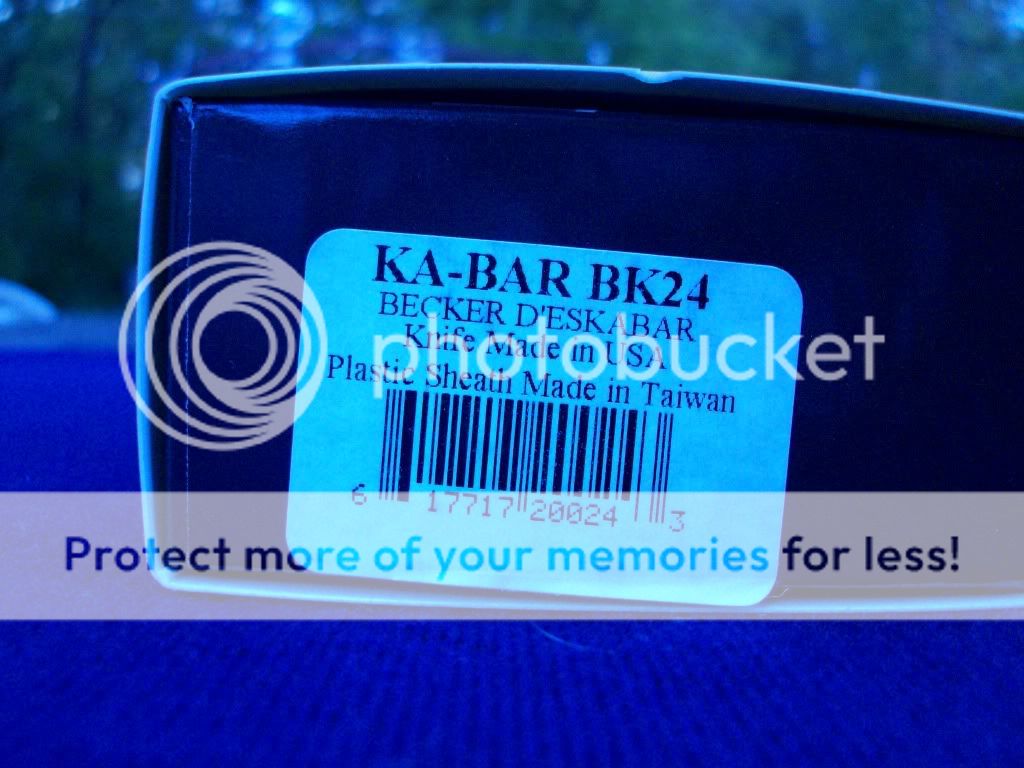 KA-BAR BK24
BECKER D'ESKABAR
Knife Made in USA
Plastic Sheath Made in Taiwan
6 17717 20024 3
photobucket
Protect more of your memories for less!